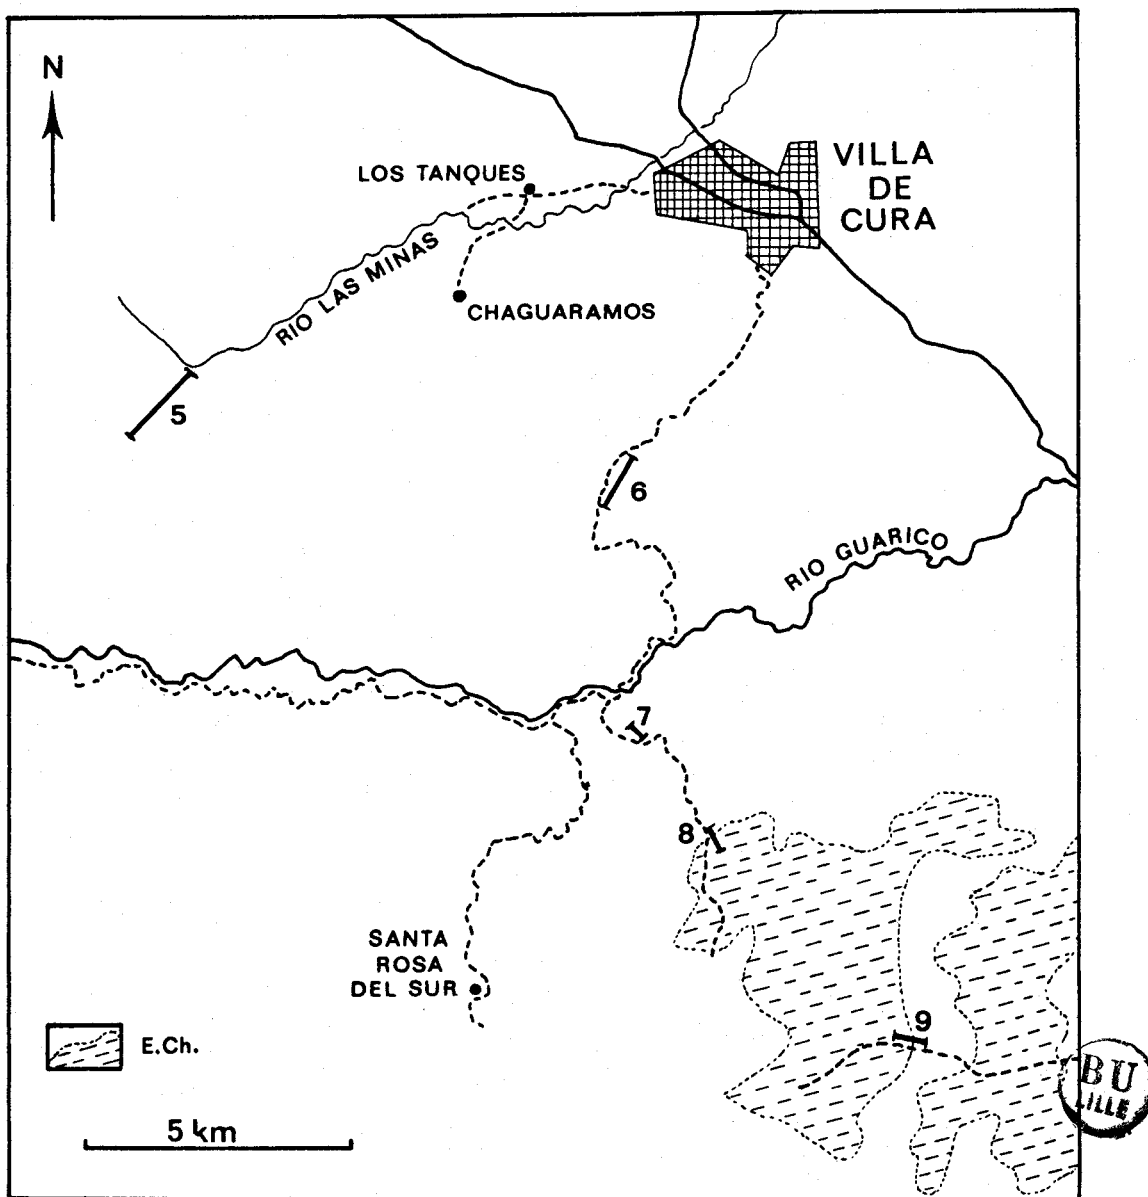 N
VILLA
DE
CURA
LOS TANQUES
RIO LAS MINAS
CHAGUARAMOS
5
6
RIO GUARICO
7
8
SANTA
ROSA
DEL SUR
9
E.Ch.
5 km
BU
LILLE